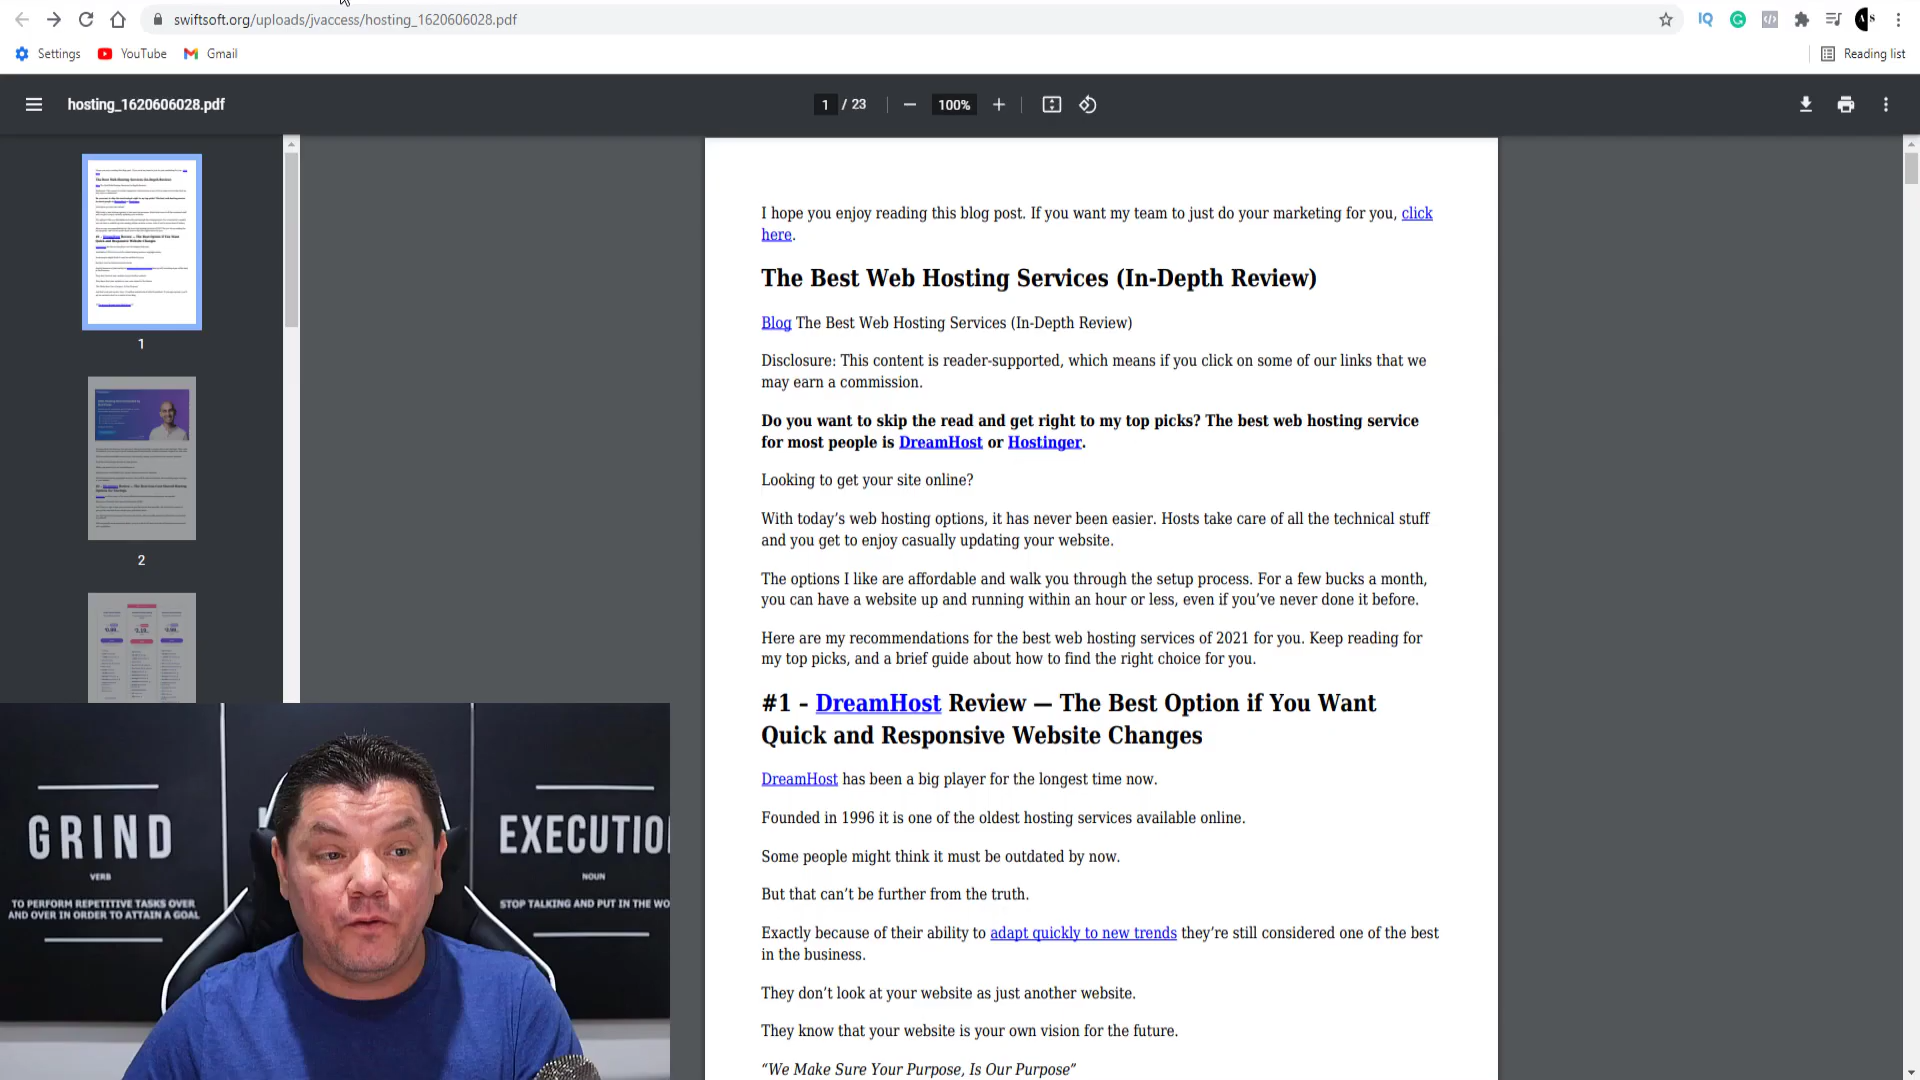 swiftsoft.org/uploads/jvaccess/hosting_1620606028.pdf
Settings YouTube Gmail Reading list
hosting_1620606028.pdf 1 / 23 100%
1
2
I hope you enjoy reading this blog post. If you want my team to just do your marketing for you, click
here.
The Best Web Hosting Services (In-Depth Review)
Blog The Best Web Hosting Services (In-Depth Review)
Disclosure: This content is reader-supported, which means if you click on some of our links that we
may earn a commission.
Do you want to skip the read and get right to my top picks? The best web hosting service
for most people is DreamHost or Hostinger.
Looking to get your site online?
With today’s web hosting options, it has never been easier. Hosts take care of all the technical stuff
and you get to enjoy casually updating your website.
The options I like are affordable and walk you through the setup process. For a few bucks a month,
you can have a website up and running within an hour or less, even if you’ve never done it before.
Here are my recommendations for the best web hosting services of 2021 for you. Keep reading for
my top picks, and a brief guide about how to find the right choice for you.
#1 – DreamHost Review — The Best Option if You Want
Quick and Responsive Website Changes
DreamHost has been a big player for the longest time now.
Founded in 1996 it is one of the oldest hosting services available online.
Some people might think it must be outdated by now.
But that can’t be further from the truth.
Exactly because of their ability to adapt quickly to new trends they’re still considered one of the best
in the business.
They don’t look at your website as just another website.
They know that your website is your own vision for the future.
“We Make Sure Your Purpose, Is Our Purpose”
GRIND
VERB
TO PERFORM REPETITIVE TASKS OVER
AND OVER IN ORDER TO ATTAIN A GOAL
EXECUTIO
NOUN
STOP TALKING AND PUT IN THE WO